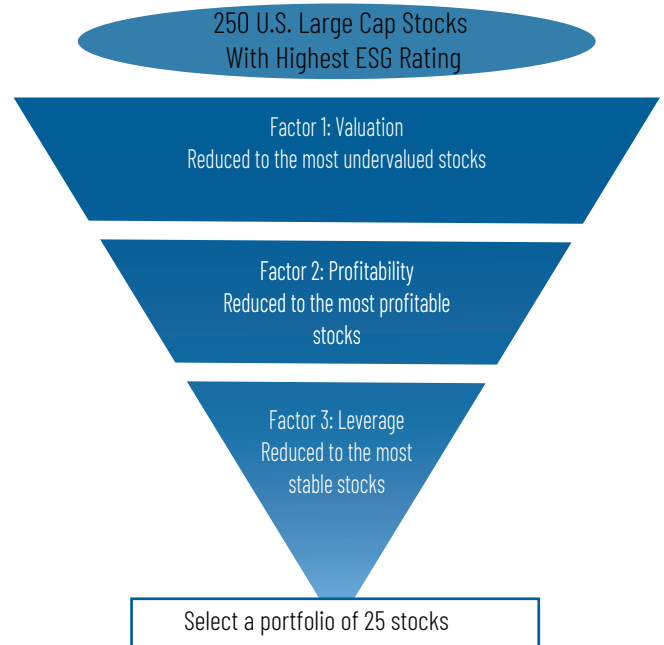 250 U.S. Large Cap Stocks
With Highest ESG Rating
Factor 1: Valuation
Reduced to the most undervalued stocks
Factor 2: Profitability
Reduced to the most profitable
stocks
Factor 3: Leverage
Reduced to the most
stable stocks
Select a portfolio of 25 stocks